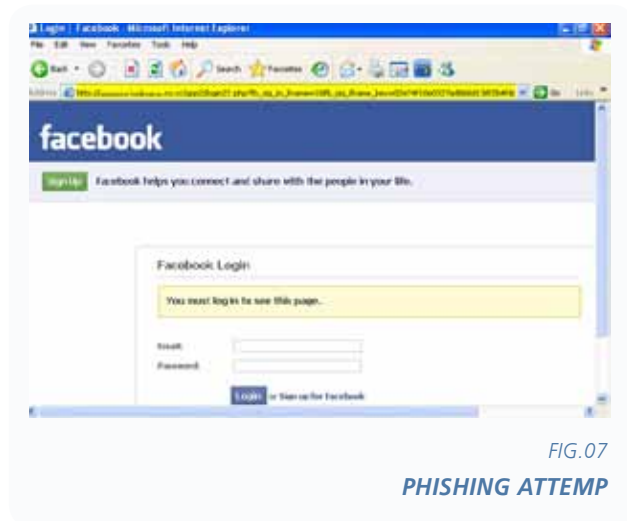 Login | Facebook - Microsoft Internet Explorer
File Edit View Favorites Tools Help
Back Search Favorites
Address Go Links
facebook
Sign Up Facebook helps you connect and share with the people in your life.
Facebook Login
You must log in to see this page.
Email:
Password:
Login or Sign up for Facebook
FIG.07
PHISHING ATTEMP